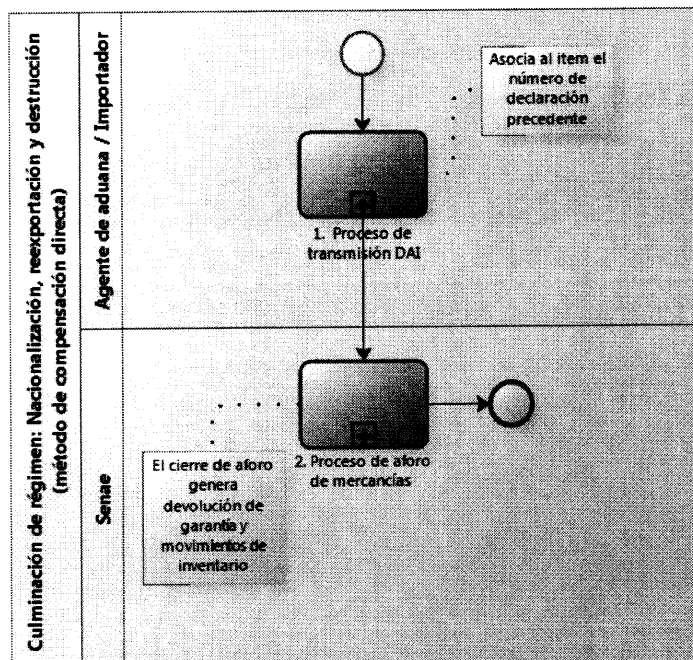 Culminación de régimen: Nacionalización, reexportación y destrucción
(método de compensación directa)
Agente de aduana / Importador
Asocia al item el
número de
declaración
precedente
1. Proceso de
transmisión DAI
Senae
2. Proceso de aforo
de mercancías
El cierre de aforo
genera
devolución de
garantía y
movimientos de
inventario